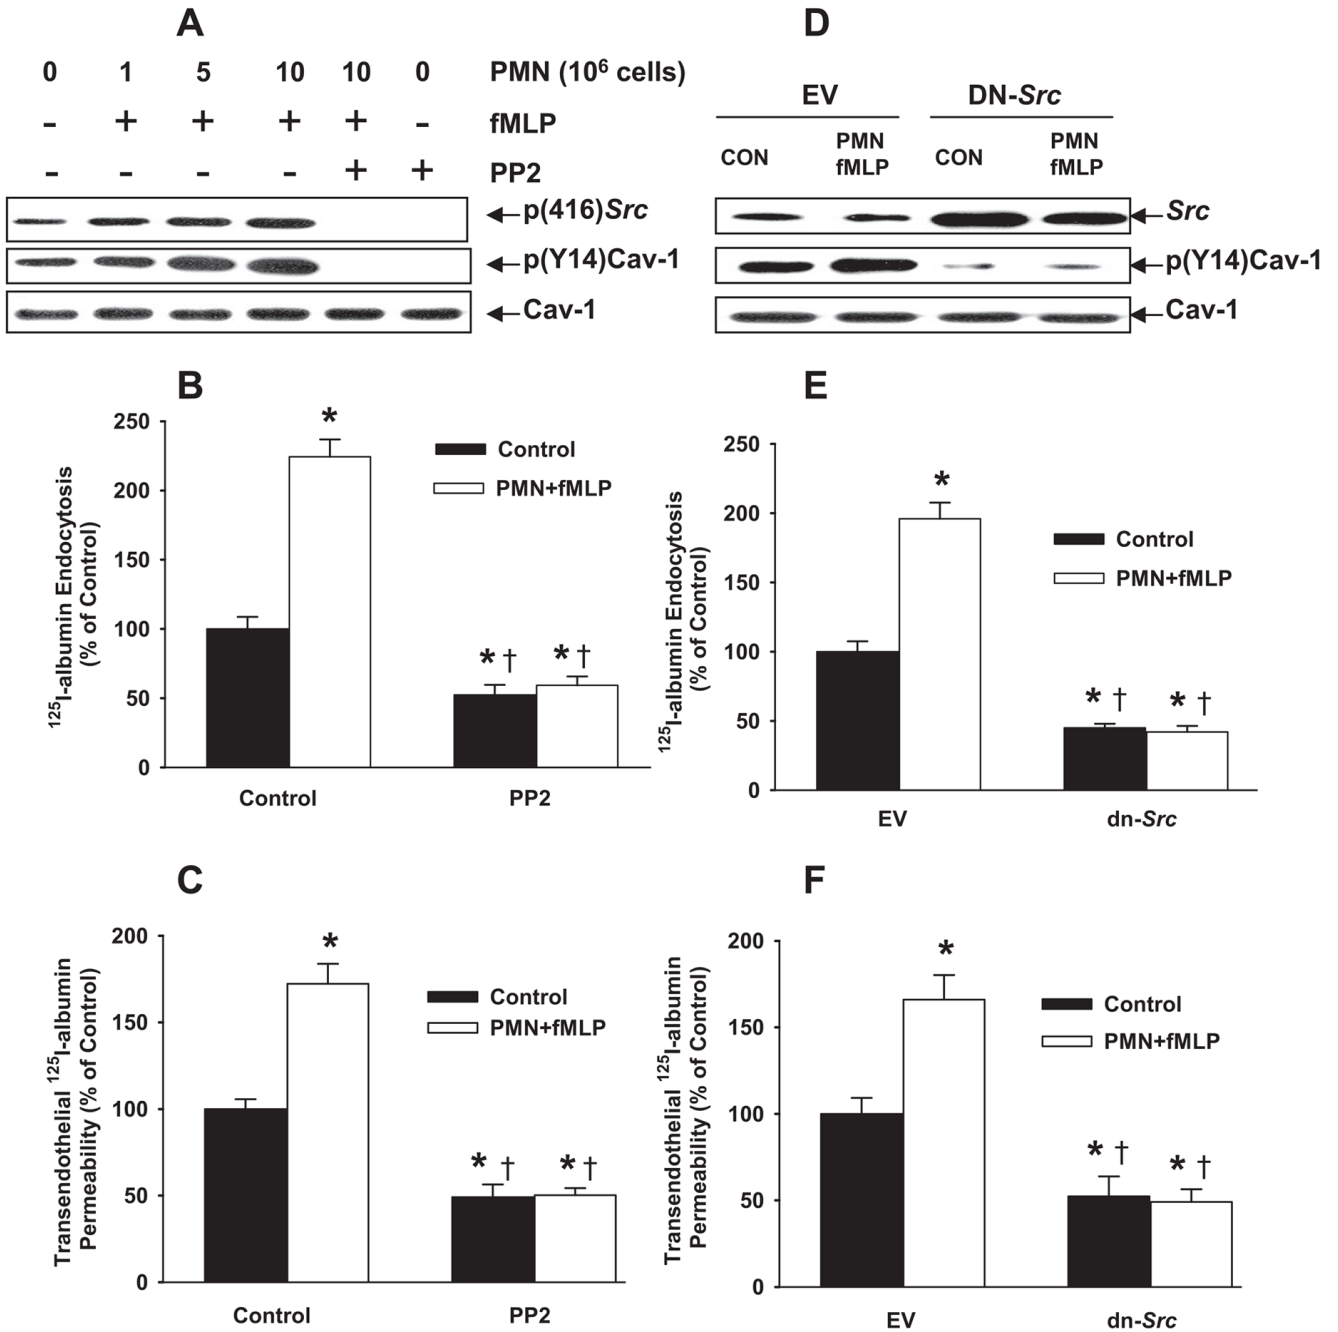 A
0 1 5 10 10 0 PMN (10⁶ cells)
- + + + + - fMLP
- - - - + + PP2
p(416)Src
p(Y14)Cav-1
Cav-1
D
EV DN-Src
CON PMN fMLP CON PMN fMLP
Src
p(Y14)Cav-1
Cav-1
B
250
200
150
100
50
0
¹²⁵I-albumin Endocytosis
(% of Control)
*
* † * †
Control
PMN+fMLP
Control PP2
E
250
200
150
100
50
0
¹²⁵I-albumin Endocytosis
(% of Control)
*
* † * †
Control
PMN+fMLP
EV dn-Src
C
200
150
100
50
0
Transendothelial ¹²⁵I-albumin
Permeability (% of Control)
*
* † * †
Control
PMN+fMLP
Control PP2
F
200
150
100
50
0
Transendothelial ¹²⁵I-albumin
Permeability (% of Control)
*
* † * †
Control
PMN+fMLP
EV dn-Src